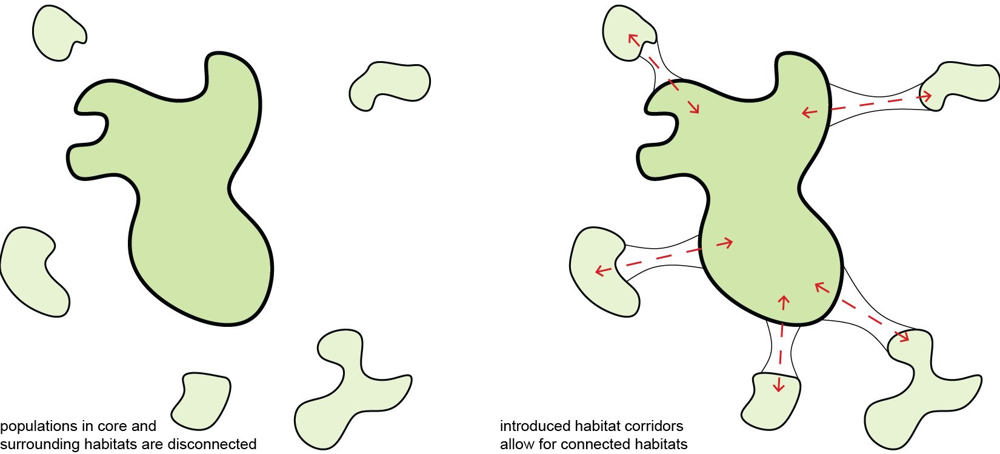 populations in core and
surrounding habitats are disconnected
introduced habitat corridors
allow for connected habitats